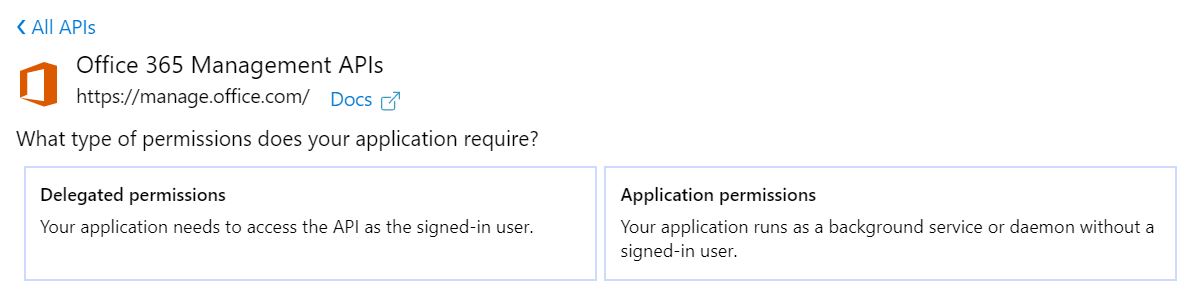 All APIs
Office 365 Management APIs
https://manage.office.com/ Docs
What type of permissions does your application require?
Delegated permissions
Your application needs to access the API as the signed-in user.
Application permissions
Your application runs as a background service or daemon without a
signed-in user.